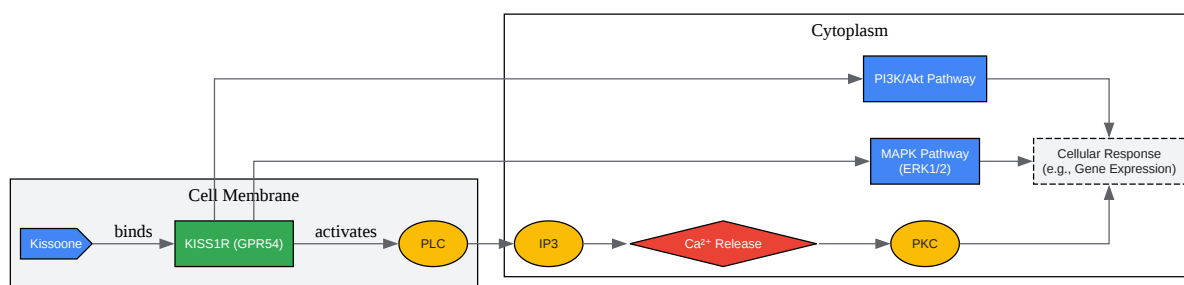 Cytoplasm
PI3K/Akt Pathway
MAPK Pathway
(ERK1/2)
Cellular Response
(e.g., Gene Expression)
Cell Membrane
Kissoone
binds
KISS1R (GPR54)
activates
PLC
IP3
Ca²⁺ Release
PKC